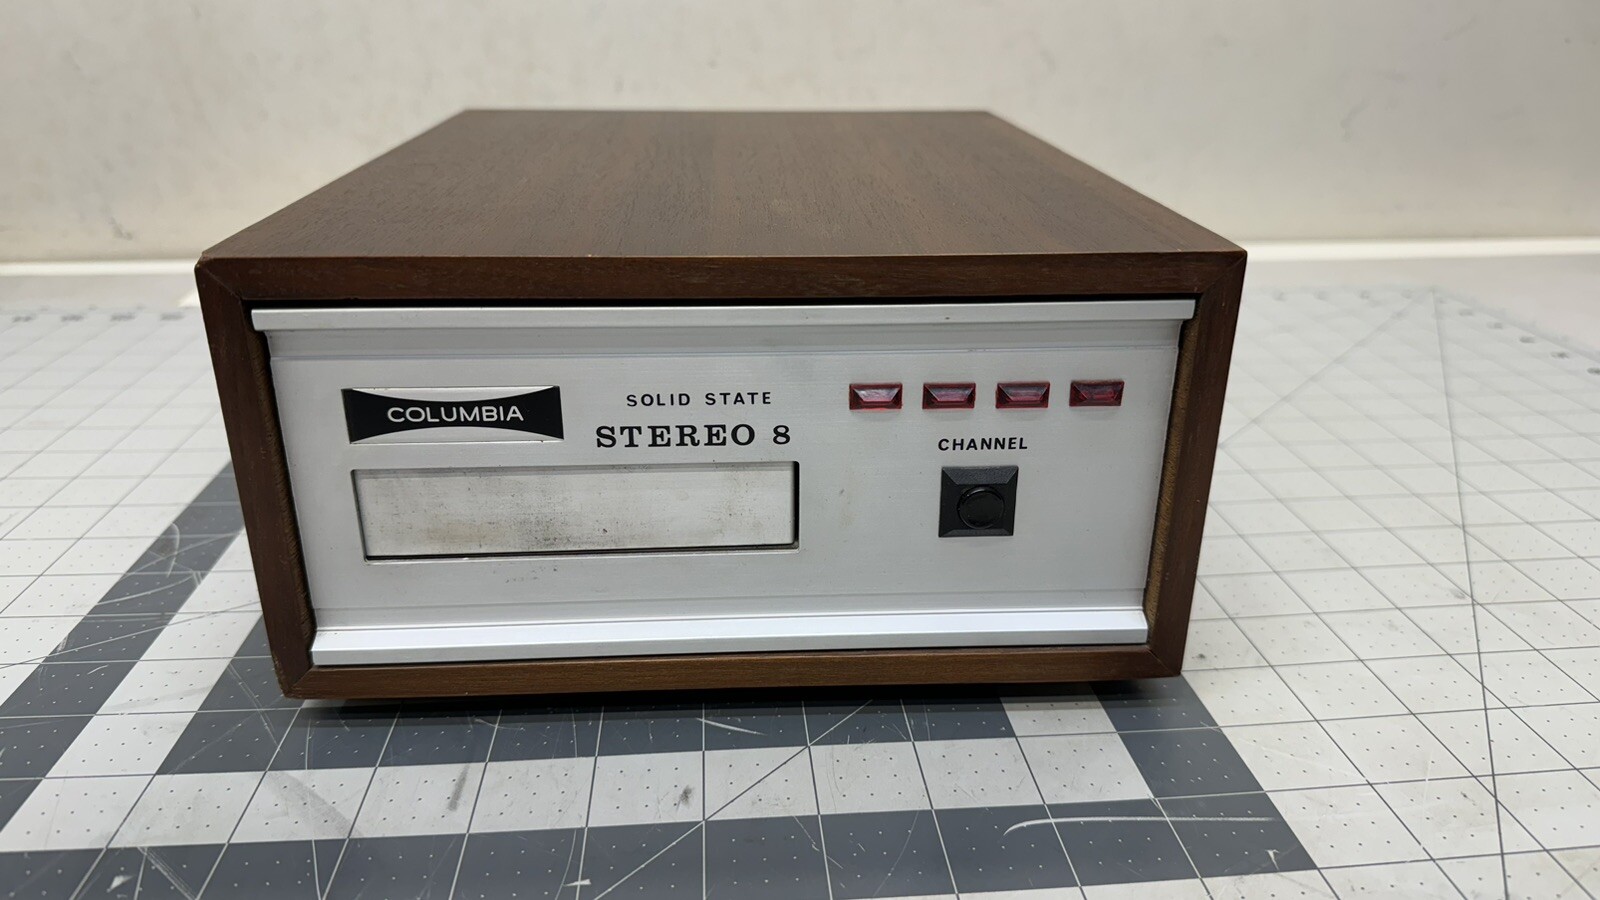 COLUMBIA
SOLID STATE
STEREO 8
CHANNEL